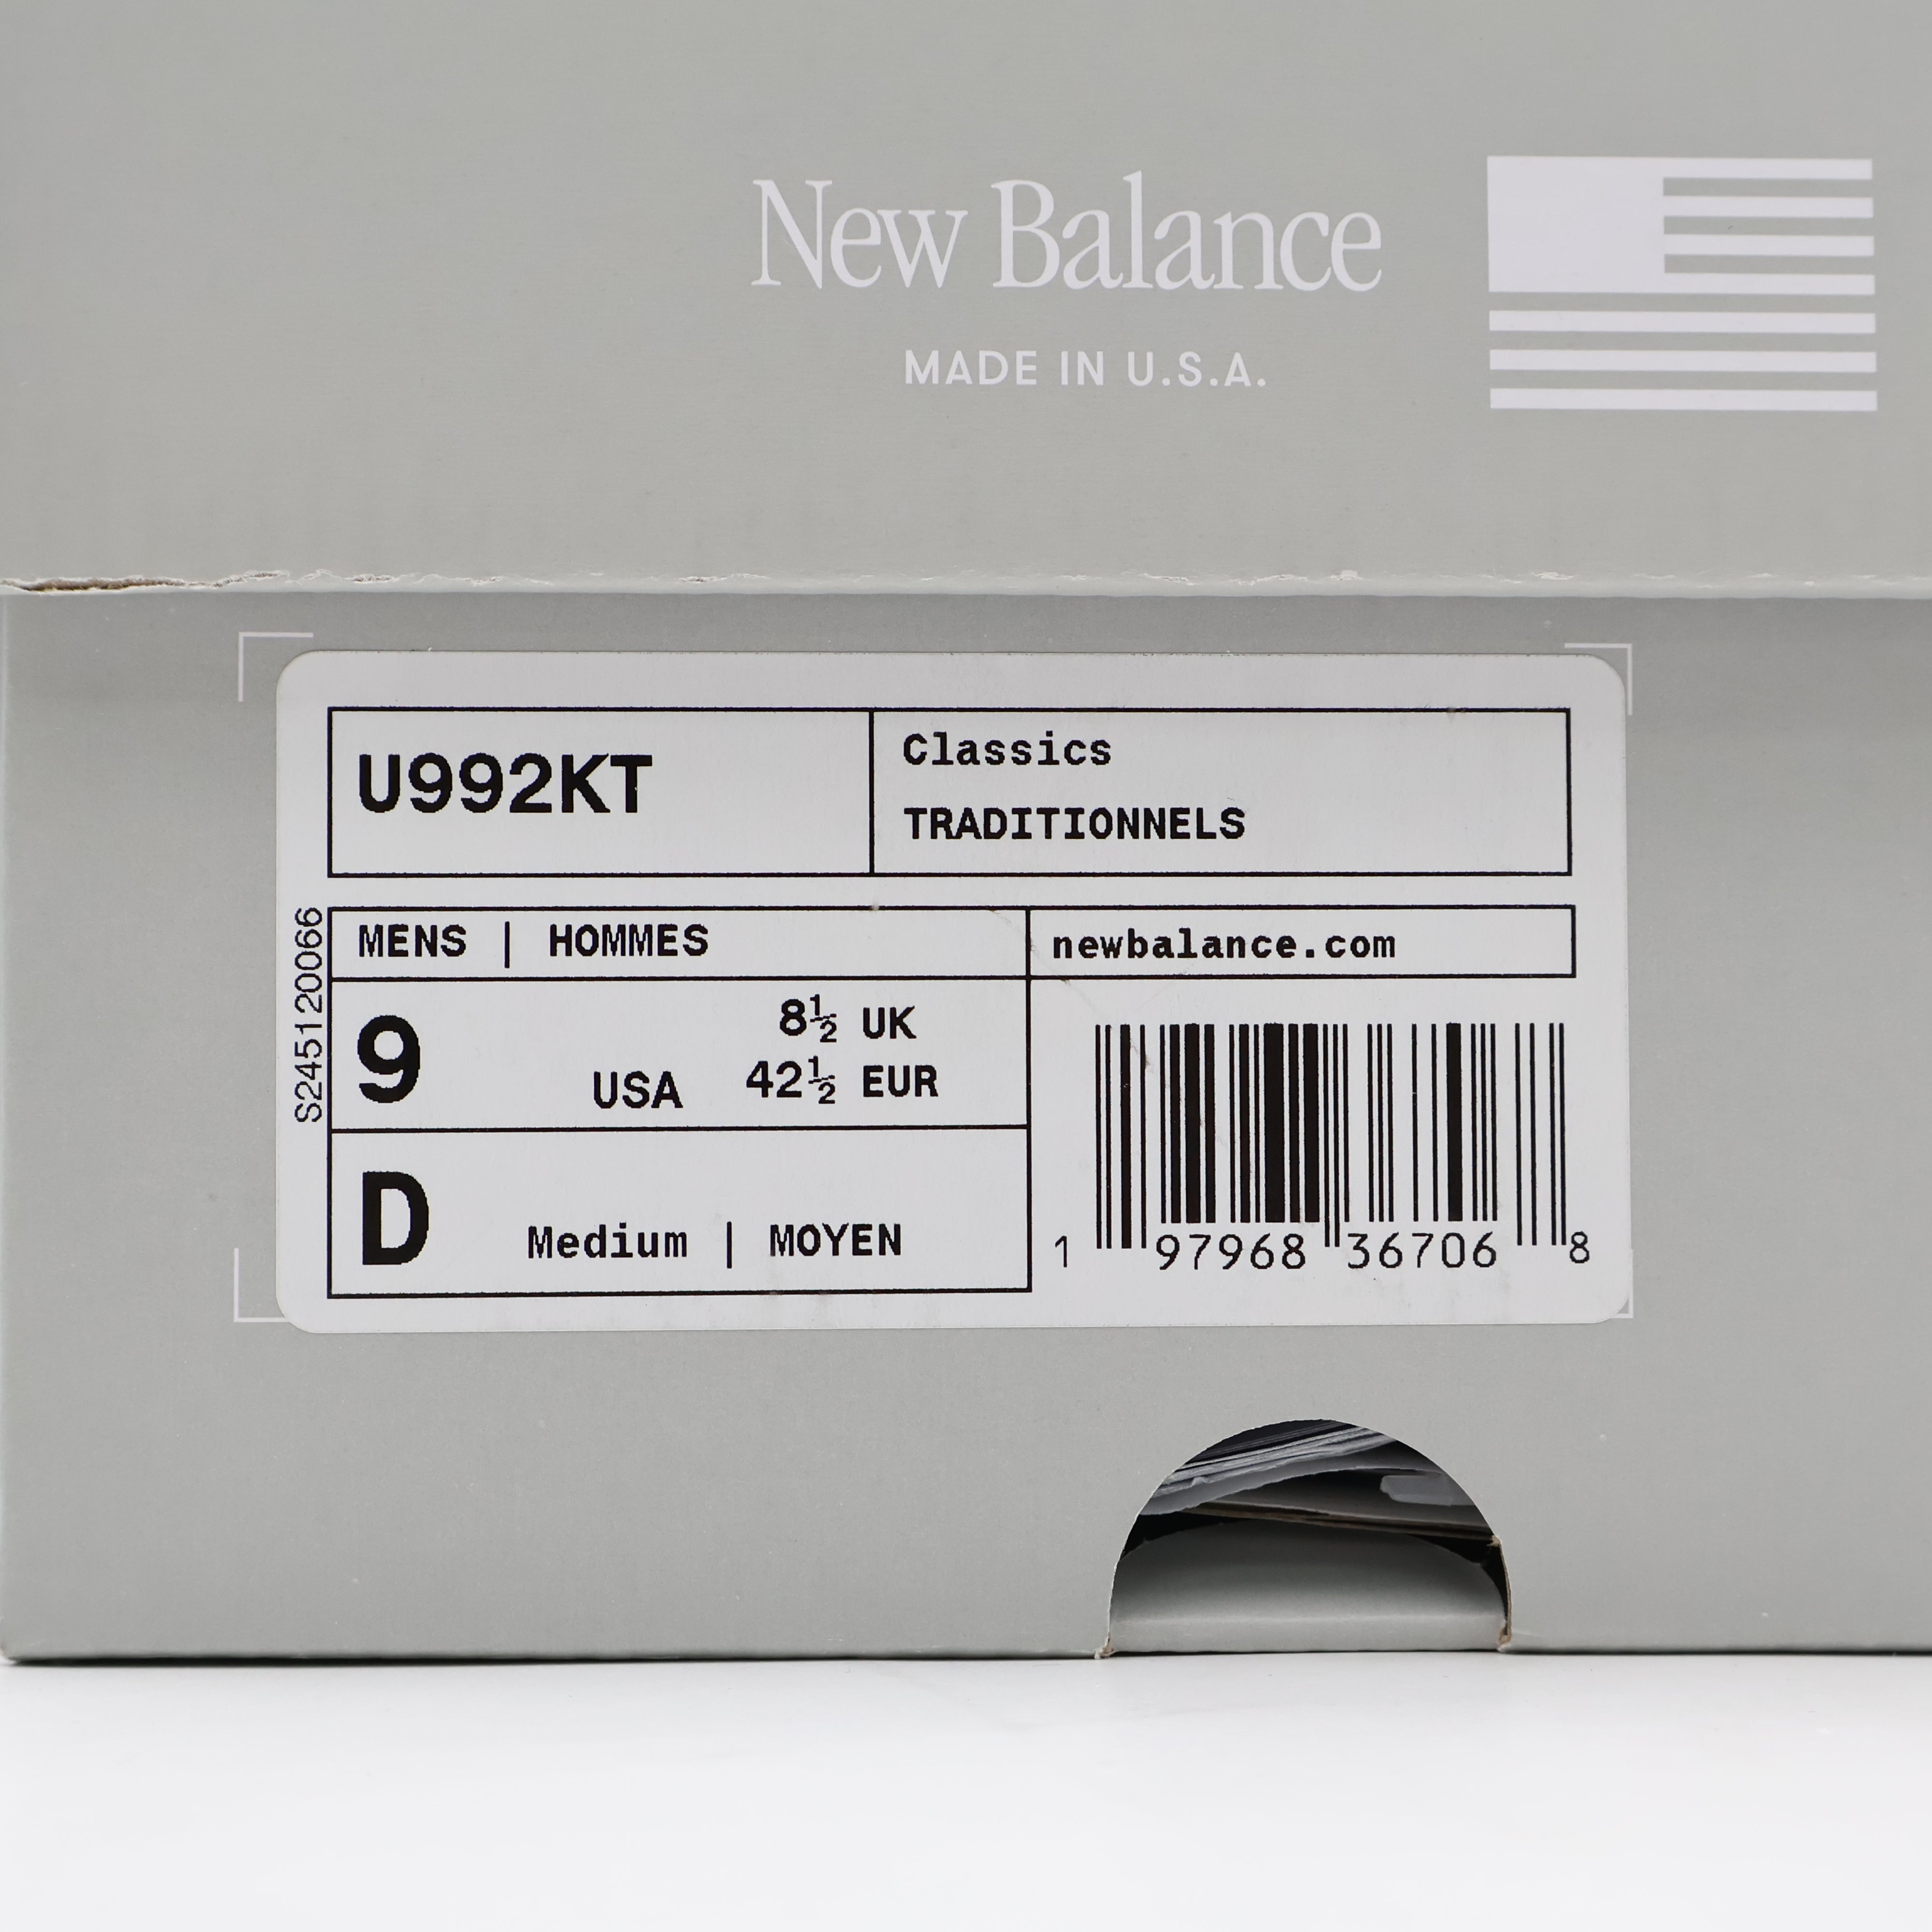 New Balance
MADE IN U.S.A.
U992KT
Classics
TRADITIONNELS
S245120066
MENS | HOMMES
newbalance.com
9 USA
8½ UK
42½ EUR
D Medium | MOYEN
1 97968 36706 8